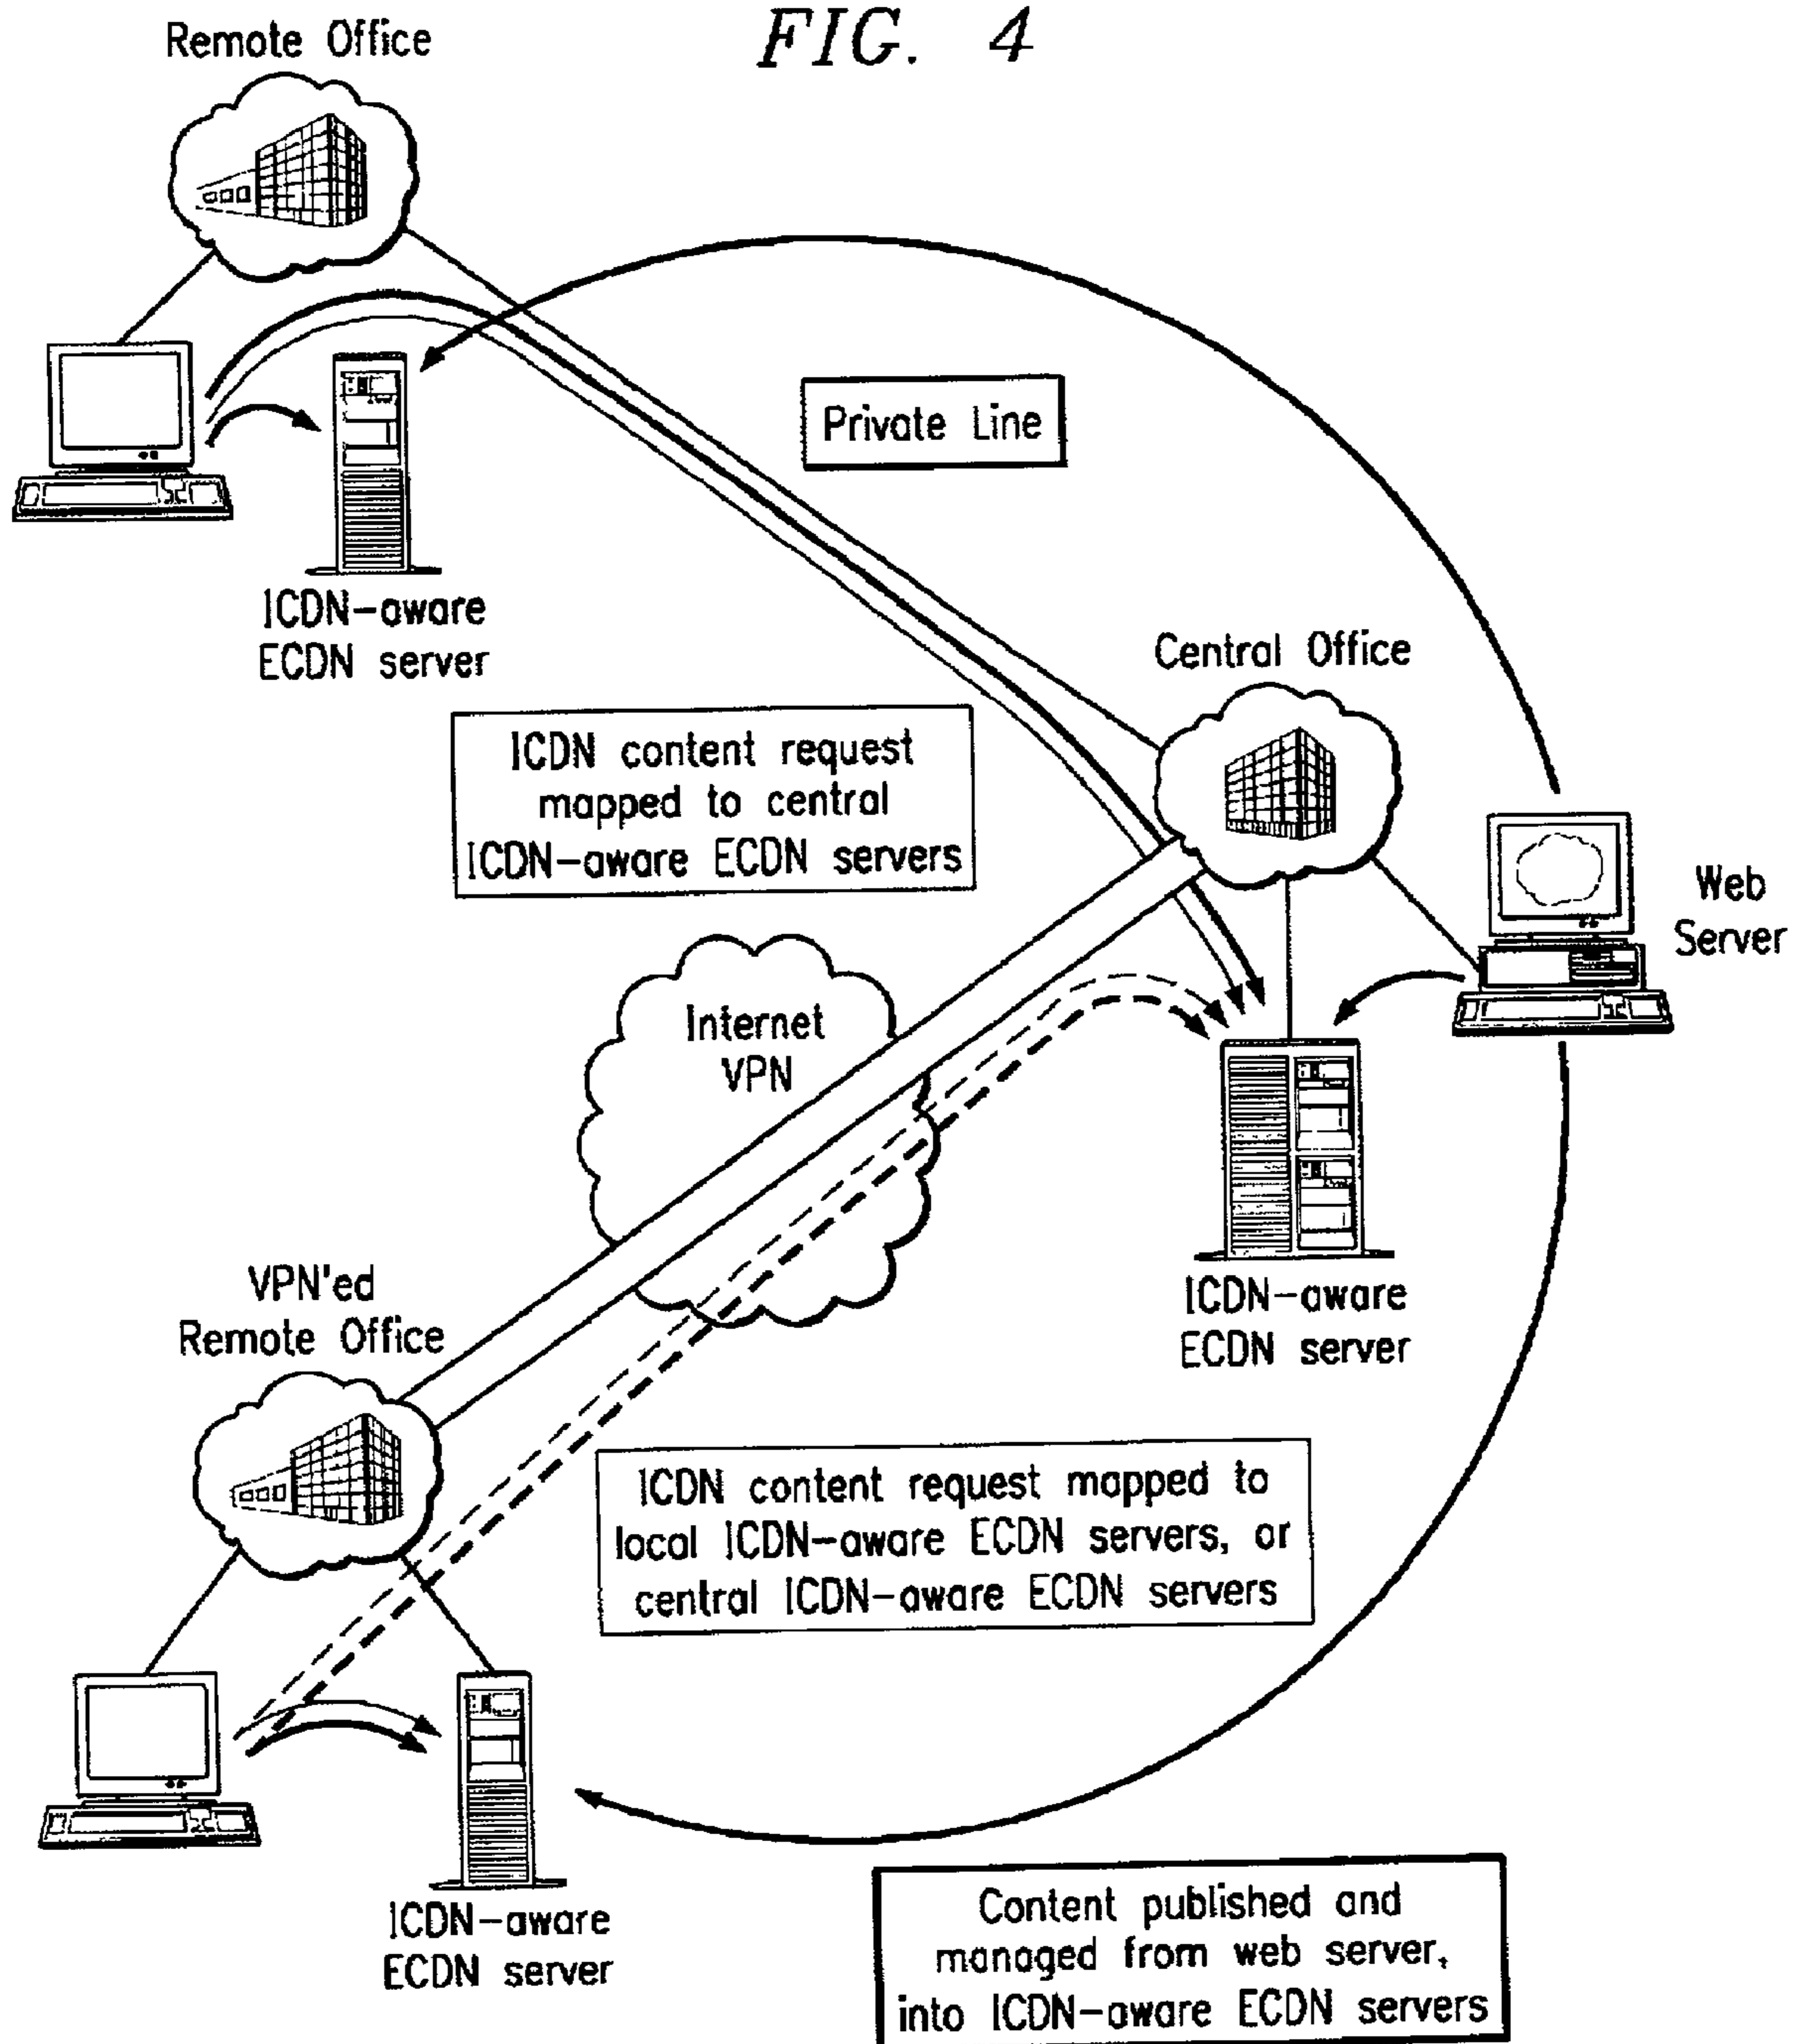 FIG. 4
Remote Office
Private Line
ICDN-aware
ECDN server
Central Office
ICDN content request
mapped to central
ICDN-aware ECDN servers
Web
Server
Internet
VPN
VPN'ed
Remote Office
ICDN-aware
ECDN server
ICDN content request mapped to
local ICDN-aware ECDN servers, or
central ICDN-aware ECDN servers
ICDN-aware
ECDN server
Content published and
managed from web server,
into ICDN-aware ECDN servers